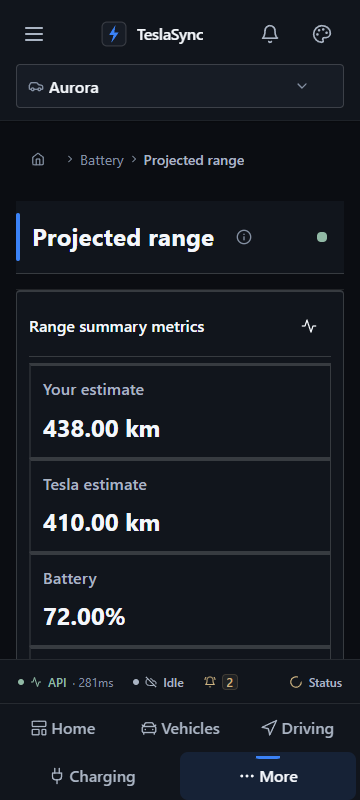 TeslaSync
Aurora
Battery Projected range
Projected range
Range summary metrics
Your estimate
438.00 km
Tesla estimate
410.00 km
Battery
72.00%
API · 281ms Idle 2 Status
Home Vehicles Driving
Charging More